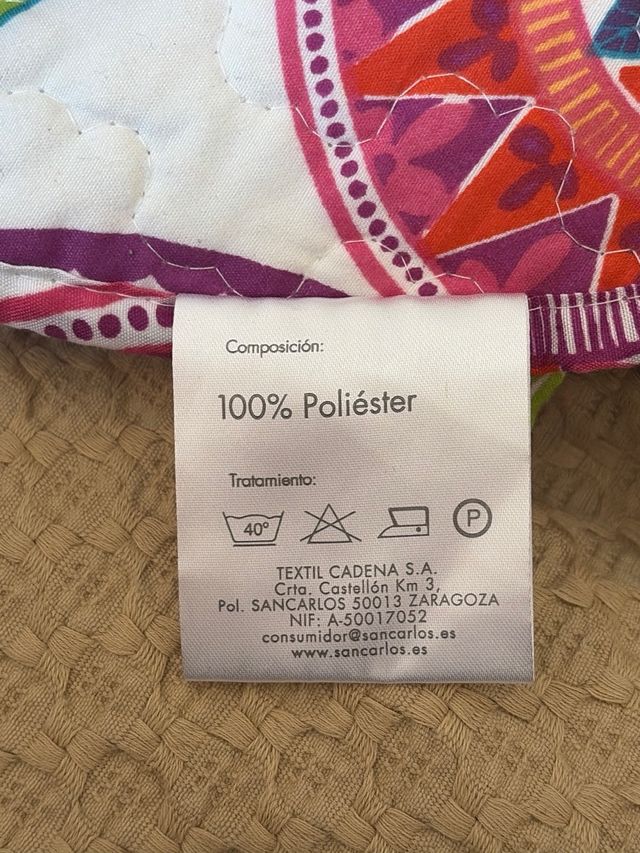 Composición:
100% Poliéster
Tratamiento:
40° P
TEXTIL CADENA S.A.
Crta. Castellón Km 3,
Pol. SANCARLOS 50013 ZARAGOZA
NIF: A-50017052
consumidor@sancarlos.es
www.sancarlos.es